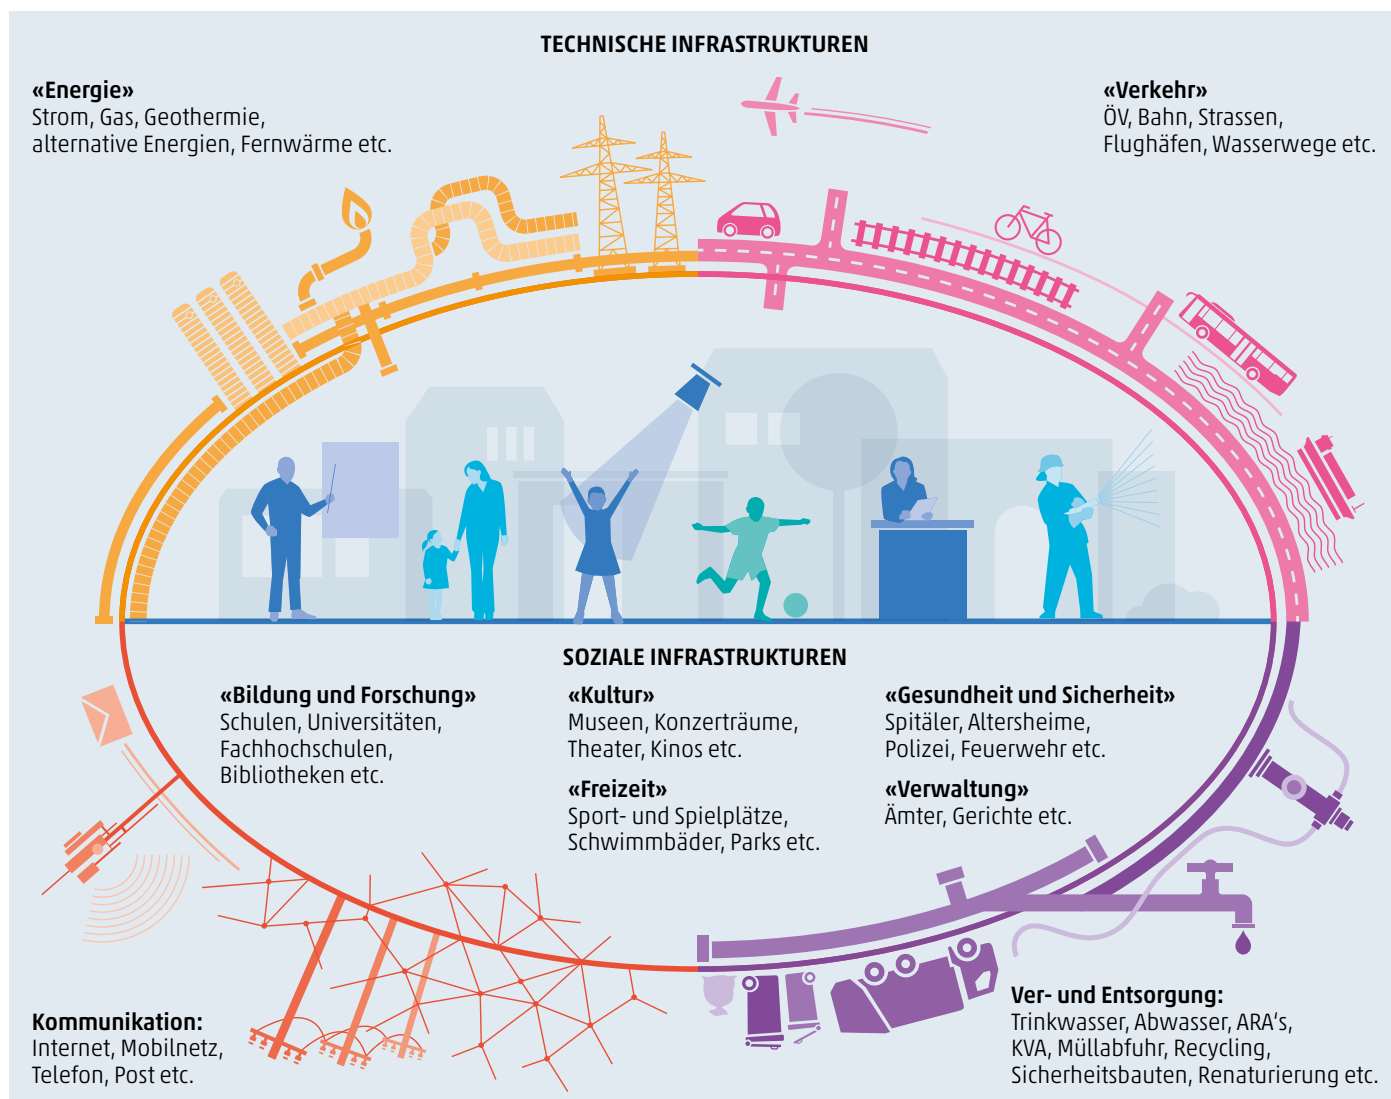 TECHNISCHE INFRASTRUKTUREN
«Energie»
Strom, Gas, Geothermie,
alternative Energien, Fernwärme etc.
«Verkehr»
ÖV, Bahn, Strassen,
Flughäfen, Wasserwege etc.
SOZIALE INFRASTRUKTUREN
«Bildung und Forschung»
Schulen, Universitäten,
Fachhochschulen,
Bibliotheken etc.
«Kultur»
Museen, Konzerträume,
Theater, Kinos etc.
«Freizeit»
Sport- und Spielplätze,
Schwimmbäder, Parks etc.
«Gesundheit und Sicherheit»
Spitäler, Altersheime,
Polizei, Feuerwehr etc.
«Verwaltung»
Ämter, Gerichte etc.
Kommunikation:
Internet, Mobilnetz,
Telefon, Post etc.
Ver- und Entsorgung:
Trinkwasser, Abwasser, ARA‘s,
KVA, Müllabfuhr, Recycling,
Sicherheitsbauten, Renaturierung etc.